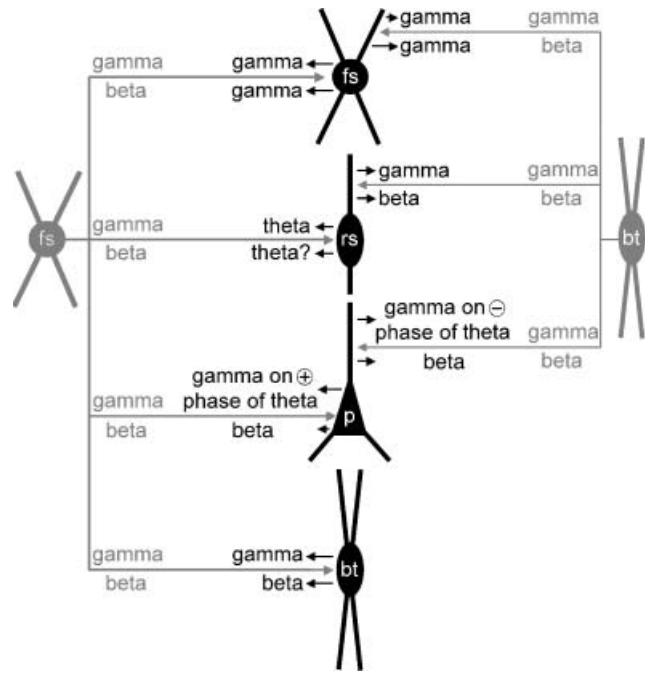 gamma
gamma gamma fs gamma gamma
beta gamma beta
gamma gamma
fs gamma theta rs beta bt
beta theta? beta
gamma on ⊖
phase of theta gamma
gamma on ⊕ beta beta
gamma phase of theta p
beta beta
gamma gamma bt
beta beta